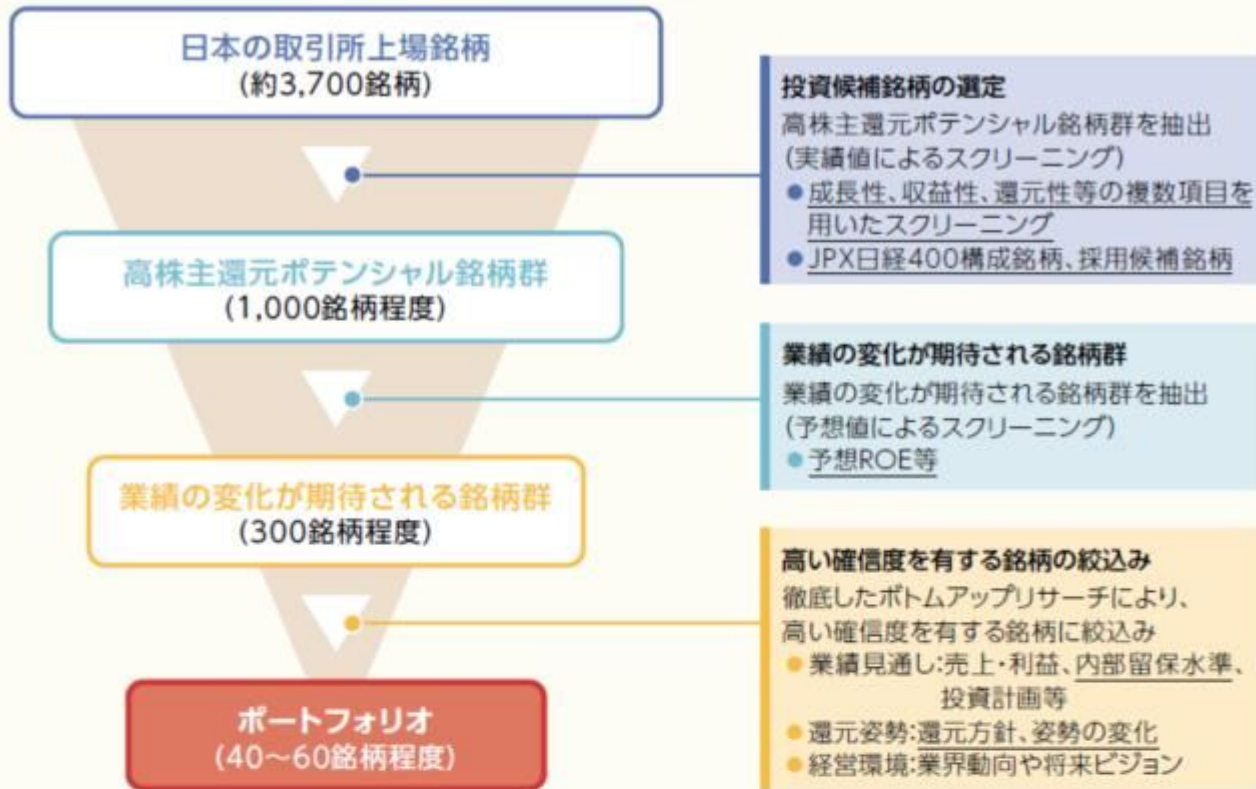 日本の取引所上場銘柄
(約3,700銘柄)
投資候補銘柄の選定
高株主還元ポテンシャル銘柄群を抽出
(実績値によるスクリーニング)
●成長性、収益性、還元性等の複数項目を
用いたスクリーニング
●JPX日経400構成銘柄、採用候補銘柄
高株主還元ポテンシャル銘柄群
(1,000銘柄程度)
業績の変化が期待される銘柄群
業績の変化が期待される銘柄群を抽出
(予想値によるスクリーニング)
●予想ROE等
業績の変化が期待される銘柄群
(300銘柄程度)
高い確信度を有する銘柄の絞込み
徹底したボトムアップリサーチにより、
高い確信度を有する銘柄に絞込み
●業績見通し:売上・利益、内部留保水準、
投資計画等
●還元姿勢:還元方針、姿勢の変化
●経営環境:業界動向や将来ビジョン
ポートフォリオ
(40〜60銘柄程度)